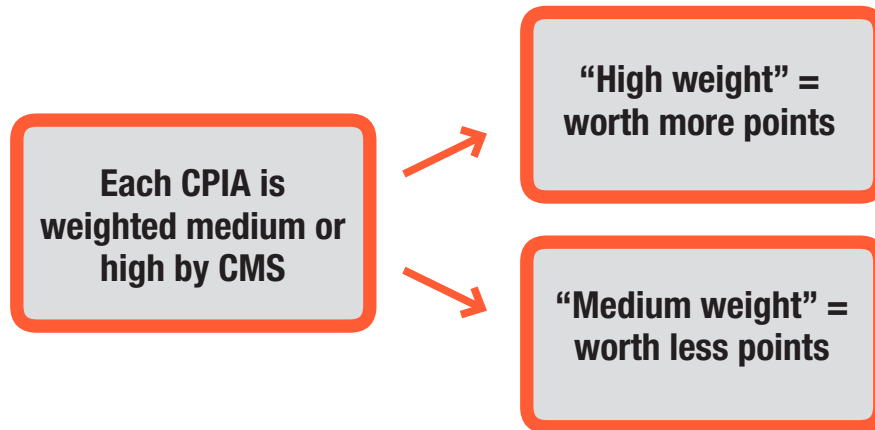 Each CPIA is
weighted medium or
high by CMS
“High weight” =
worth more points
“Medium weight” =
worth less points